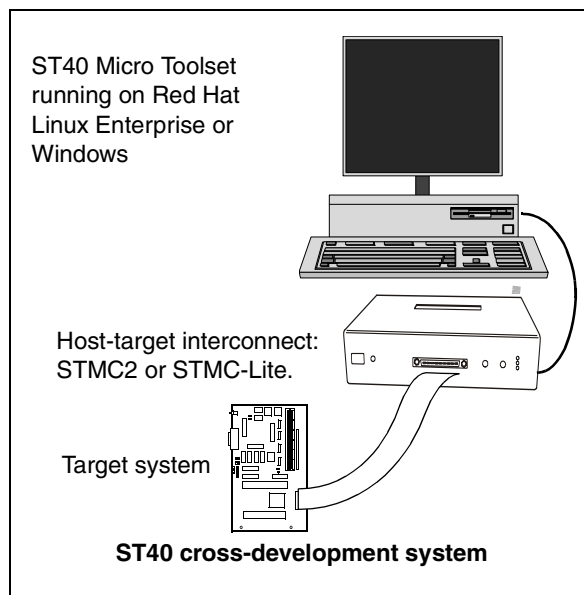 ST40 Micro Toolset
running on Red Hat
Linux Enterprise or
Windows
Host-target interconnect:
STMC2 or STMC-Lite.
Target system
ST40 cross-development system